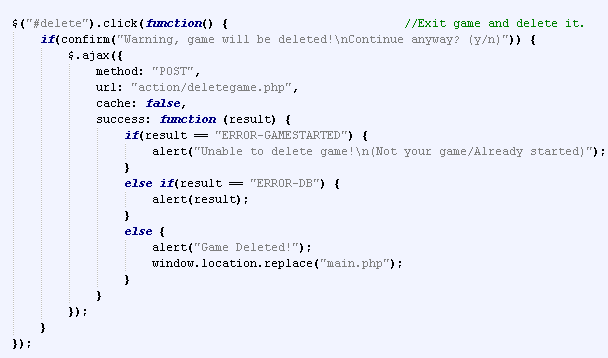 $("#delete").click(function() {                         //Exit game and delete it.
    if(confirm("Warning, game will be deleted!\nContinue anyway? (y/n)")) {
        $.ajax({
            method: "POST",
            url: "action/deletegame.php",
            cache: false,
            success: function (result) {
                if(result == "ERROR-GAMESTARTED") {
                    alert("Unable to delete game!\n(Not your game/Already started)");
                }
                else if(result == "ERROR-DB") {
                    alert(result);
                }
                else {
                    alert("Game Deleted!");
                    window.location.replace("main.php");
                }
            }
        });
    }
});